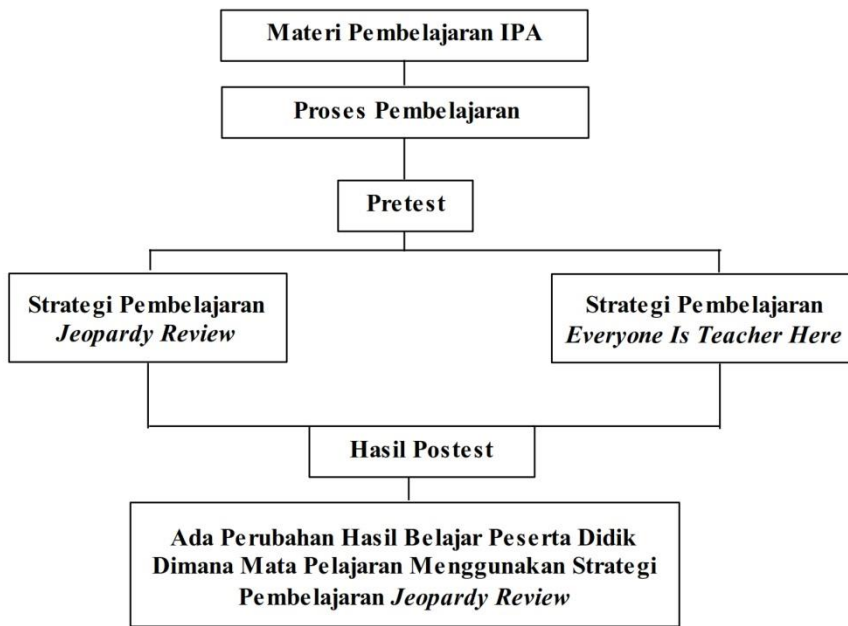 Materi Pembelajaran IPA
Proses Pembelajaran
Pretest
Strategi Pembelajaran
Jeopardy Review
Strategi Pembelajaran
Everyone Is Teacher Here
Hasil Postest
Ada Perubahan Hasil Belajar Peserta Didik
Dimana Mata Pelajaran Menggunakan Strategi
Pembelajaran Jeopardy Review